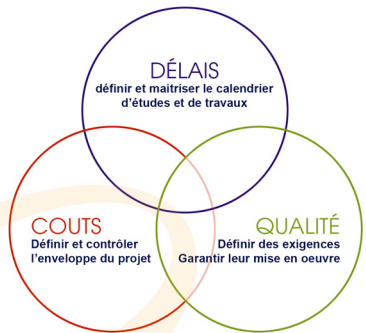 DÉLAIS
définir et maitriser le calendrier
d'études et de travaux
COUTS
Définir et contrôler
l'enveloppe du projet
QUALITÉ
Définir des exigences
Garantir leur mise en oeuvre